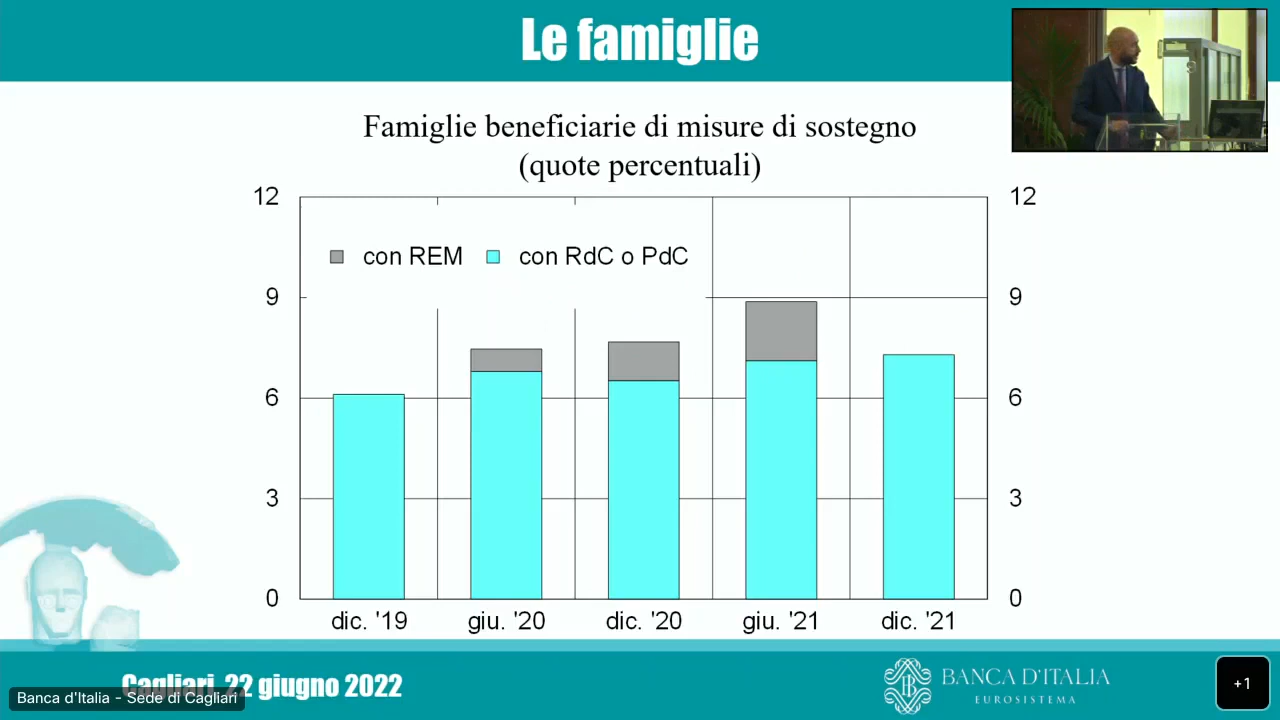 Le famiglie
Famiglie beneficiarie di misure di sostegno
(quote percentuali)
12 12
con REM con RdC o PdC
9 9
6 6
3 3
0 0
dic. '19 giu. '20 dic. '20 giu. '21 dic. '21
Cagliari, 22 giugno 2022
Banca d'Italia - Sede di Cagliari
BANCA D'ITALIA
EUROSISTEMA
+1